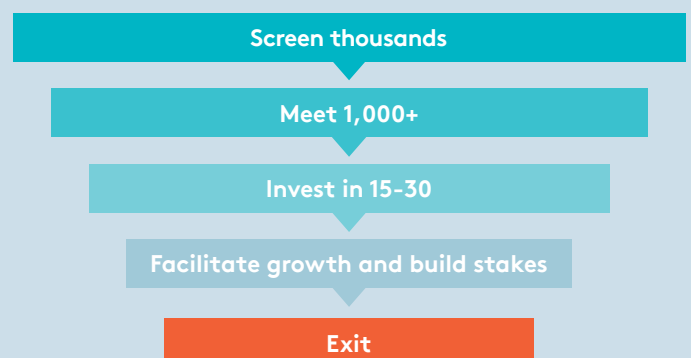 Screen thousands
Meet 1,000+
Invest in 15-30
Facilitate growth and build stakes
Exit